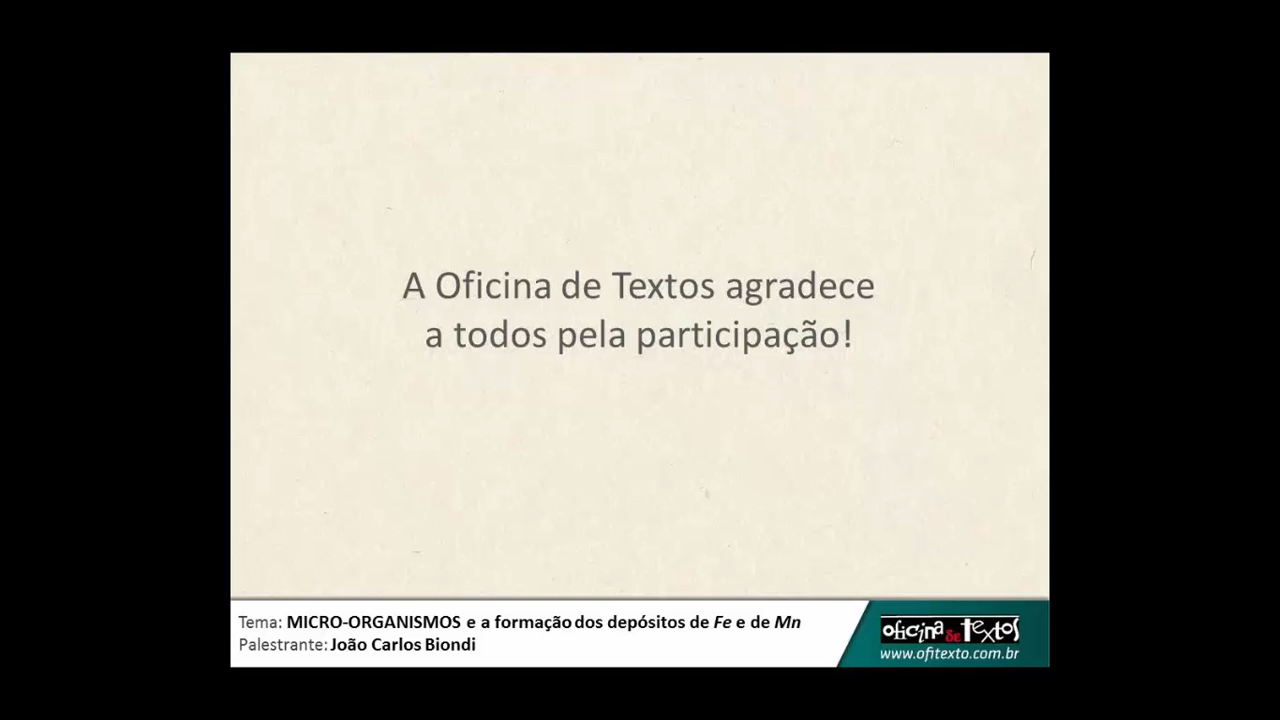 A Oficina de Textos agradece
a todos pela participação!
Tema: MICRO-ORGANISMOS e a formação dos depósitos de Fe e de Mn
Palestrante: João Carlos Biondi
oficina de Textos
www.ofitexto.com.br